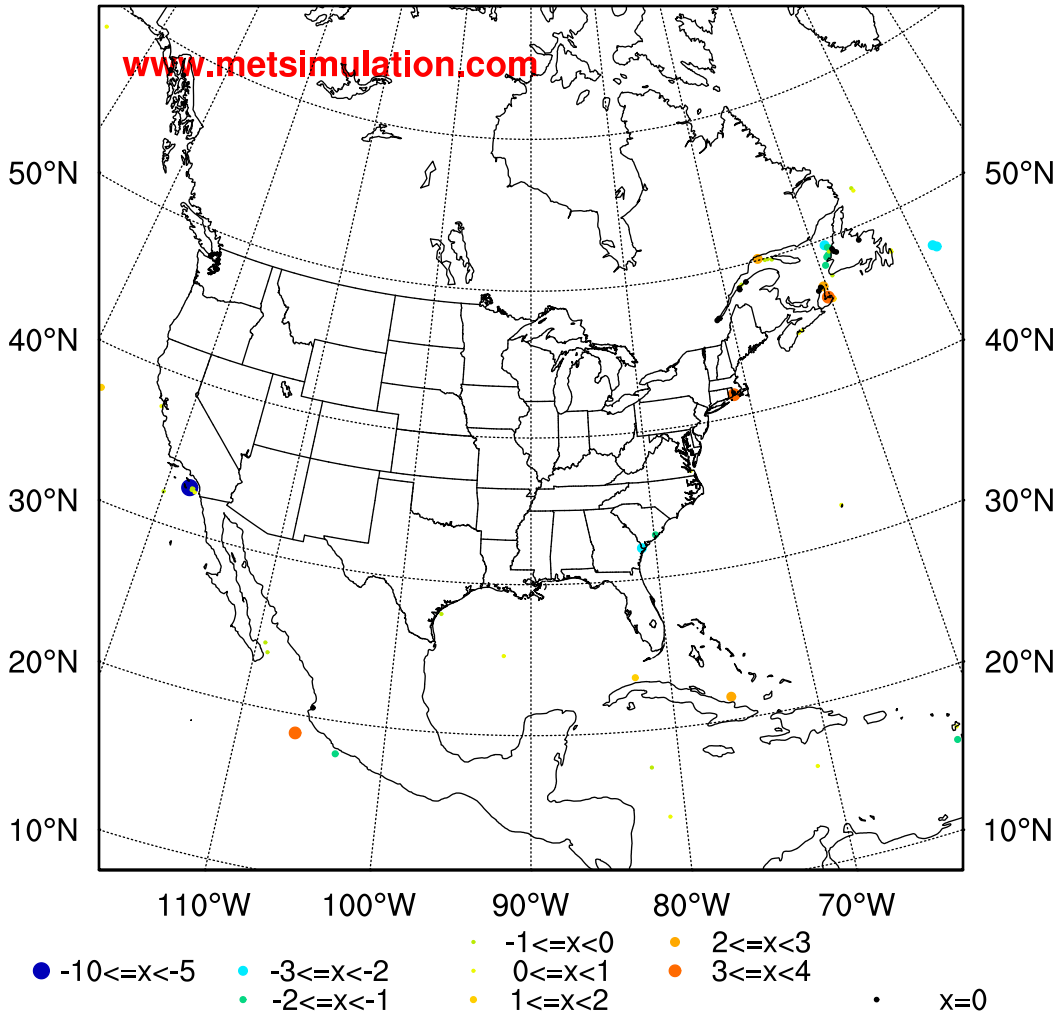 www.metsimulation.com
50°N 50°N
40°N 40°N
30°N 30°N
20°N 20°N
10°N 10°N
110°W 100°W 90°W 80°W 70°W
-1<=x<0 2<=x<3
-10<=x<-5 -3<=x<-2 0<=x<1 3<=x<4
-2<=x<-1 1<=x<2 x=0